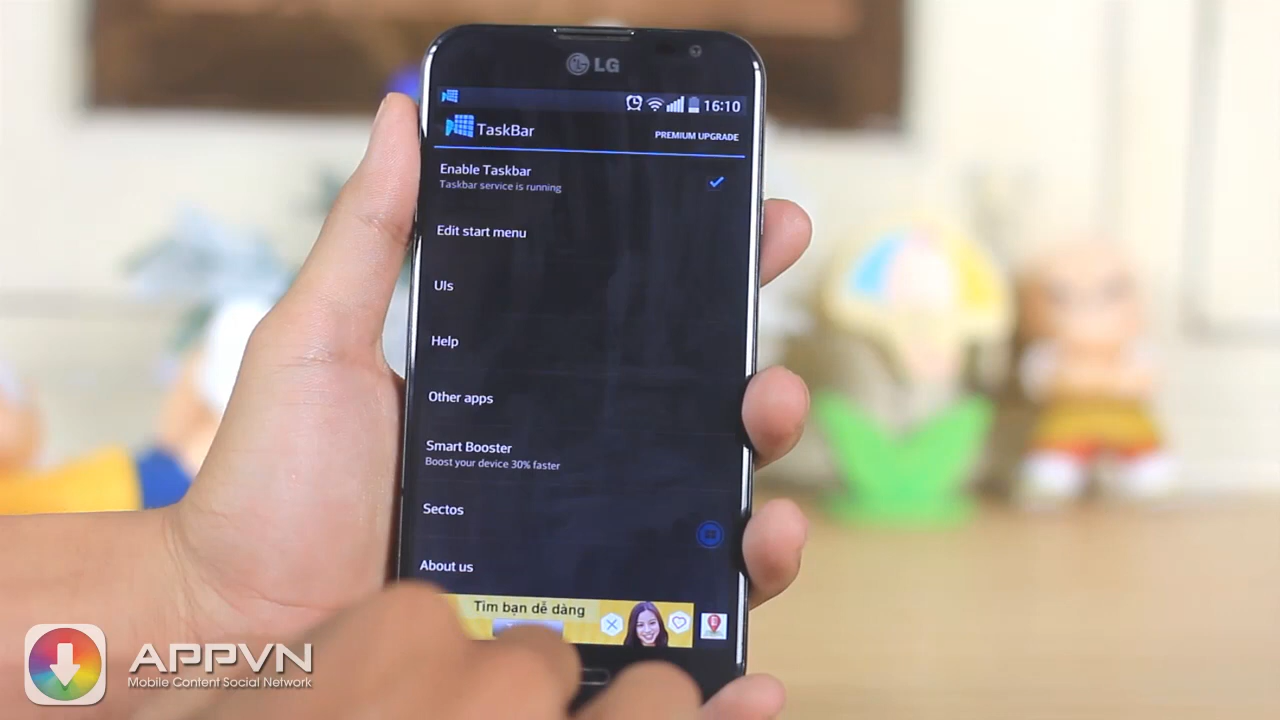 LG
16:10
TaskBar
PREMIUM UPGRADE
Enable Taskbar
Taskbar service is running
Edit start menu
UIs
Help
Other apps
Smart Booster
Boost your device 30% faster
Sectos
About us
Tìm bạn dễ dàng
APPVN
Mobile Content Social Network